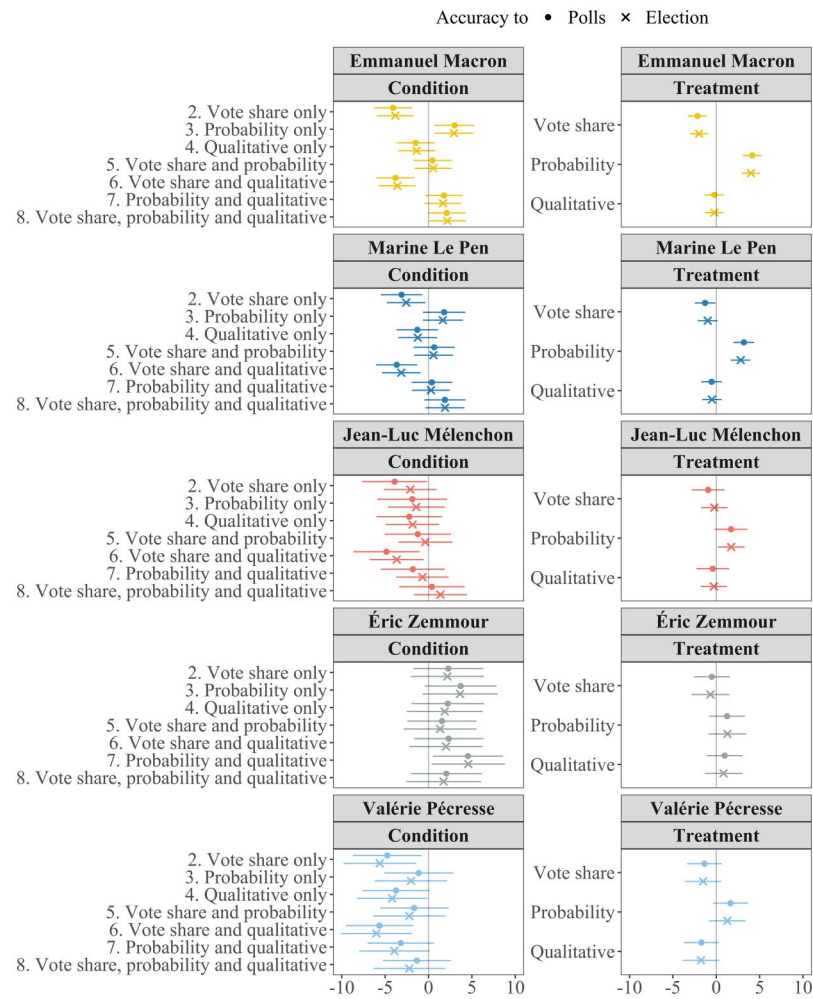 Accuracy to • Polls × Election
Emmanuel Macron
Condition
2. Vote share only
3. Probability only
4. Qualitative only
5. Vote share and probability
6. Vote share and qualitative
7. Probability and qualitative
8. Vote share, probability and qualitative
Emmanuel Macron
Treatment
Vote share
Probability
Qualitative
Marine Le Pen
Condition
2. Vote share only
3. Probability only
4. Qualitative only
5. Vote share and probability
6. Vote share and qualitative
7. Probability and qualitative
8. Vote share, probability and qualitative
Marine Le Pen
Treatment
Vote share
Probability
Qualitative
Jean-Luc Mélenchon
Condition
2. Vote share only
3. Probability only
4. Qualitative only
5. Vote share and probability
6. Vote share and qualitative
7. Probability and qualitative
8. Vote share, probability and qualitative
Jean-Luc Mélenchon
Treatment
Vote share
Probability
Qualitative
Éric Zemmour
Condition
2. Vote share only
3. Probability only
4. Qualitative only
5. Vote share and probability
6. Vote share and qualitative
7. Probability and qualitative
8. Vote share, probability and qualitative
Éric Zemmour
Treatment
Vote share
Probability
Qualitative
Valérie Pécresse
Condition
2. Vote share only
3. Probability only
4. Qualitative only
5. Vote share and probability
6. Vote share and qualitative
7. Probability and qualitative
8. Vote share, probability and qualitative
-10 -5 0 5 10
Valérie Pécresse
Treatment
Vote share
Probability
Qualitative
-10 -5 0 5 10